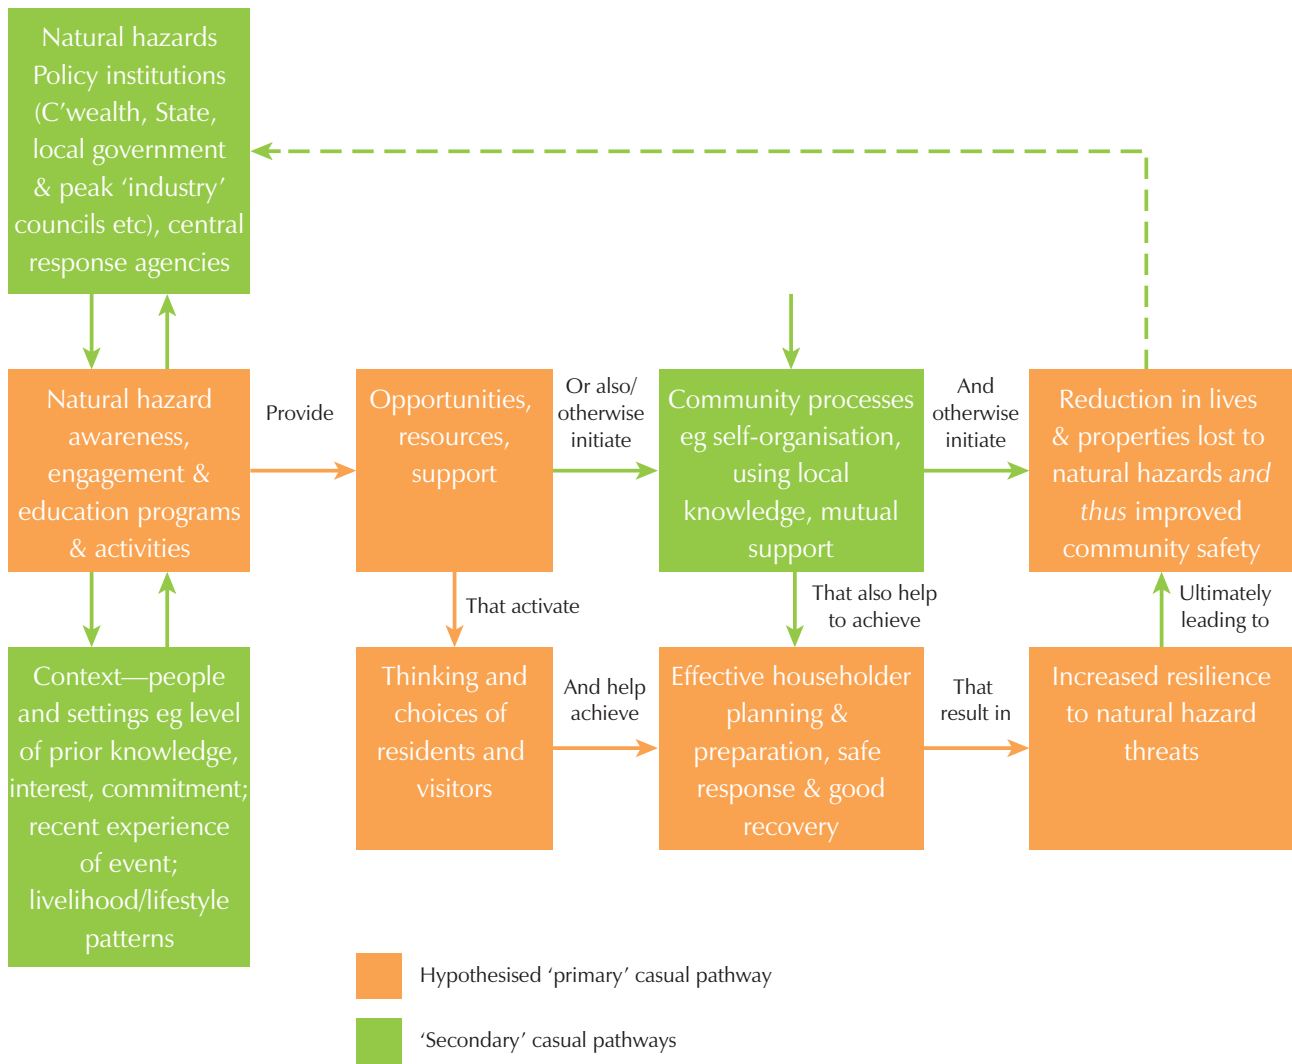 Natural hazards
Policy institutions
(C’wealth, State,
local government
& peak ‘industry’
councils etc), central
response agencies
Natural hazard
awareness,
engagement &
education programs
& activities
Provide
Opportunities,
resources,
support
Or also/
otherwise
initiate
Community processes
eg self-organisation,
using local
knowledge, mutual
support
And
otherwise
initiate
Reduction in lives
& properties lost to
natural hazards and
thus improved
community safety
That activate
That also help
to achieve
Ultimately
leading to
Context—people
and settings eg level
of prior knowledge,
interest, commitment;
recent experience
of event;
livelihood/lifestyle
patterns
Thinking and
choices of
residents and
visitors
And help
achieve
Effective householder
planning &
preparation, safe
response & good
recovery
That
result in
Increased resilience
to natural hazard
threats
Hypothesised ‘primary’ casual pathway
‘Secondary’ casual pathways